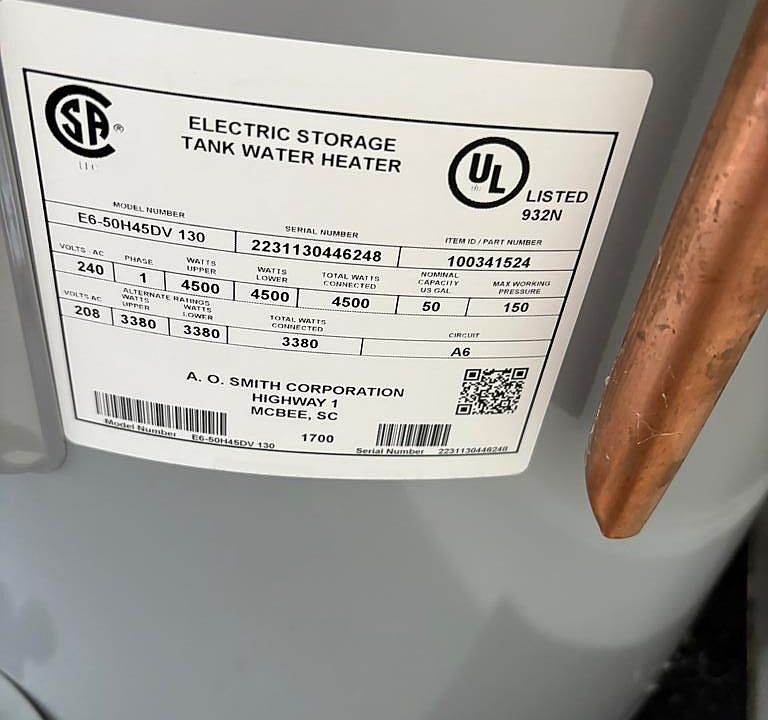 SA ®
ELECTRIC STORAGE
TANK WATER HEATER
UL ®
LISTED
932N
MODEL NUMBER SERIAL NUMBER ITEM ID / PART NUMBER
E6-50H45DV 130 2231130446248 100341524
VOLTS AC PHASE WATTS UPPER WATTS LOWER TOTAL WATTS CONNECTED NOMINAL CAPACITY US GAL. MAX WORKING PRESSURE
240 1 4500 4500 4500 50 150
ALTERNATE RATINGS
VOLTS AC WATTS UPPER WATTS LOWER TOTAL WATTS CONNECTED CIRCUIT
208 3380 3380 3380 A6
A. O. SMITH CORPORATION
HIGHWAY 1
MCBEE, SC
Model Number E6-50H45DV 130 1700 Serial Number 2231130446248